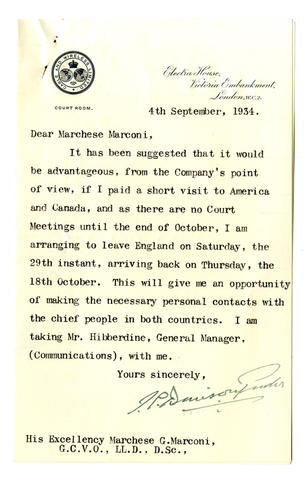 CABLE AND WIRELESS LIMITED
COURT ROOM.
Electra House,
Victoria Embankment,
London, W.C.2.
4th September, 1934.
Dear Marchese Marconi,
It has been suggested that it would
be advantageous, from the Company's point
of view, if I paid a short visit to America
and Canada, and as there are no Court
Meetings until the end of October, I am
arranging to leave England on Saturday, the
29th instant, arriving back on Thursday, the
18th October. This will give me an opportunity
of making the necessary personal contacts with
the chief people in both countries. I am
taking Mr. Hibberdine, General Manager,
(Communications), with me.
Yours sincerely,
His Excellency Marchese G.Marconi,
G.C.V.O., LL.D., D.Sc.,